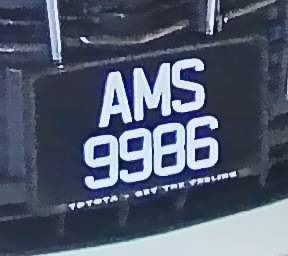 AMS
9986
TOYOTA - GET THE FEELING